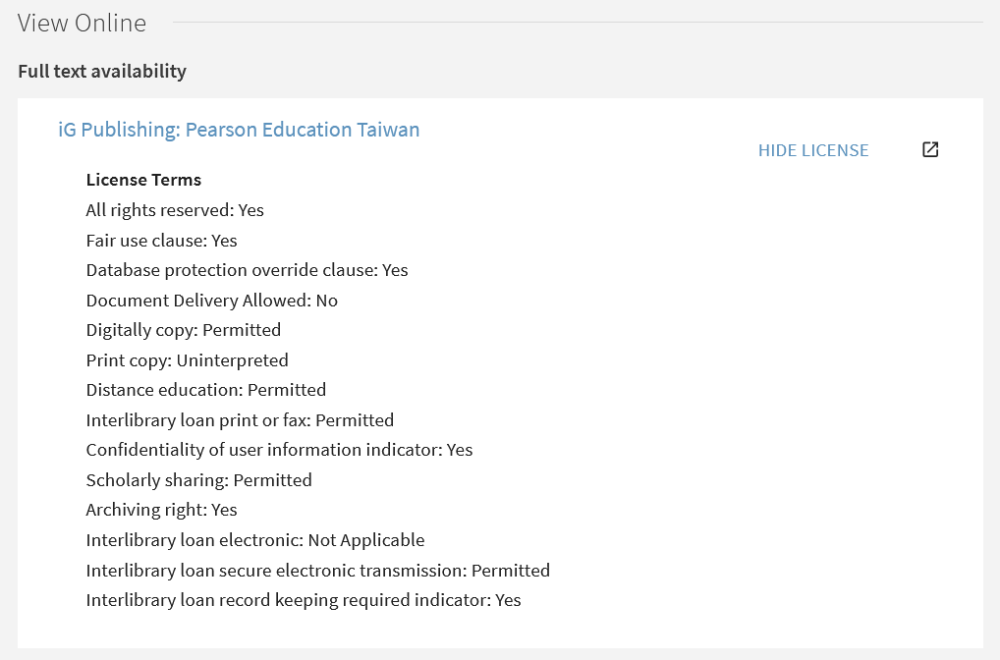 View Online
Full text availability
iG Publishing: Pearson Education Taiwan
HIDE LICENSE
License Terms
All rights reserved: Yes
Fair use clause: Yes
Database protection override clause: Yes
Document Delivery Allowed: No
Digitally copy: Permitted
Print copy: Uninterpreted
Distance education: Permitted
Interlibrary loan print or fax: Permitted
Confidentiality of user information indicator: Yes
Scholarly sharing: Permitted
Archiving right: Yes
Interlibrary loan electronic: Not Applicable
Interlibrary loan secure electronic transmission: Permitted
Interlibrary loan record keeping required indicator: Yes